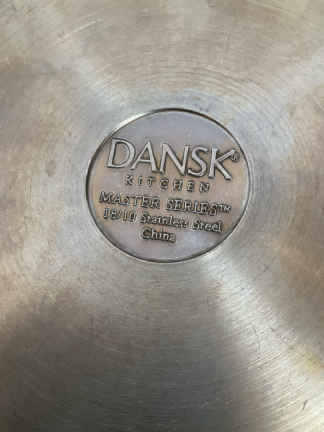 DANSK®
KITCHEN
MASTER SERIES™
18/10 Stainless Steel
China